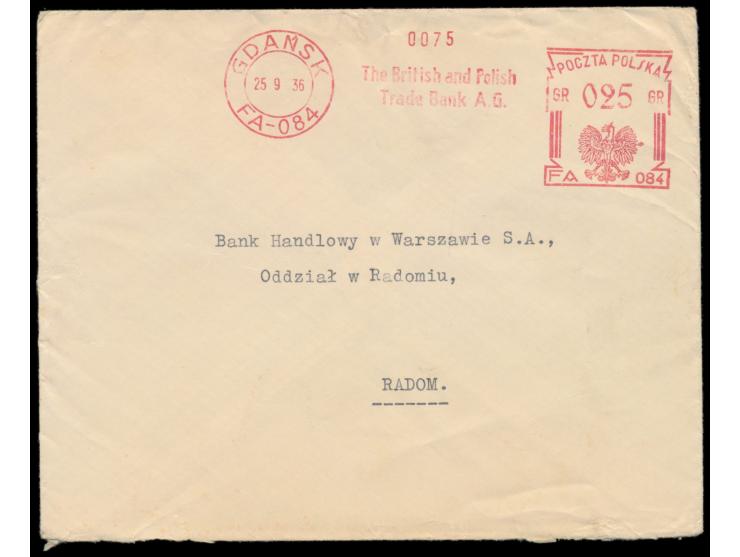 GDAŃSK
25 9 36
FA-084
0075
The British and Polish
Trade Bank A.G.
POCZTA POLSKA
GR 025 GR
FA 084
Bank Handlowy w Warszawie S.A.,
Oddział w Radomiu,
RADOM.